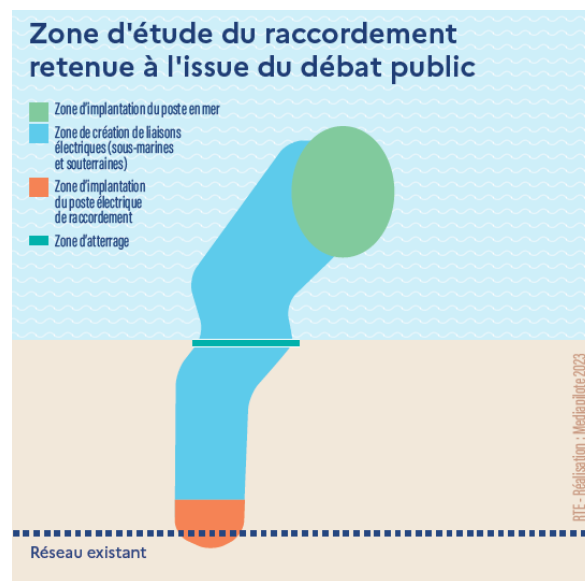 Zone d'étude du raccordement
retenue à l'issue du débat public
Zone d'implantation du poste en mer
Zone de création de liaisons
électriques (sous-marines
et souterraines)
Zone d'implantation
du poste électrique
de raccordement
Zone d'atterrage
RTE - Réalisation : Mediapilote 2023
Réseau existant